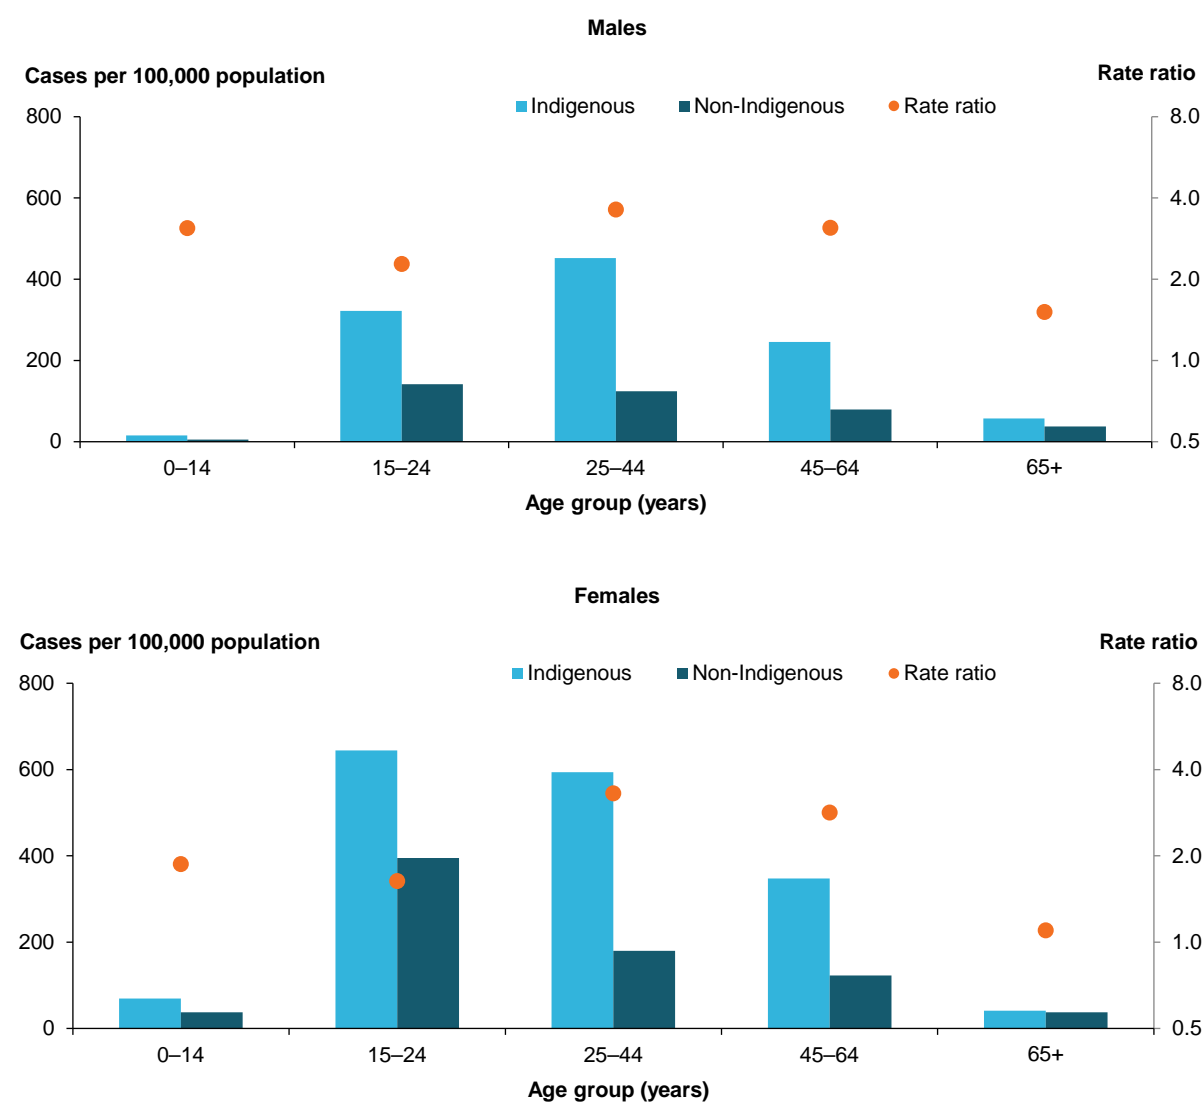 Males
Cases per 100,000 population Rate ratio
Indigenous Non-Indigenous Rate ratio
800 8.0
600 4.0
400 2.0
200 1.0
0 0.5
0–14 15–24 25–44 45–64 65+
Age group (years)
Females
Cases per 100,000 population Rate ratio
Indigenous Non-Indigenous Rate ratio
800 8.0
600 4.0
400 2.0
200 1.0
0 0.5
0–14 15–24 25–44 45–64 65+
Age group (years)